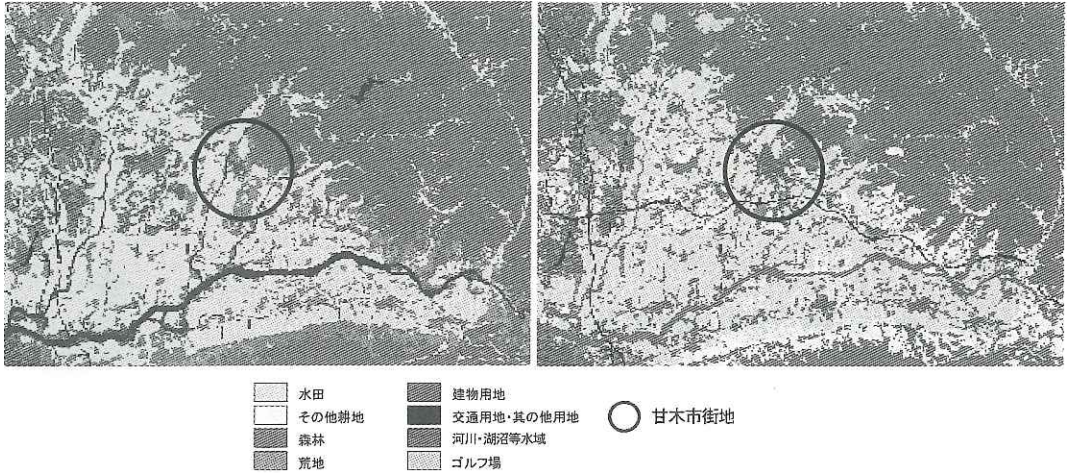 水田
その他耕地
森林
荒地
建物用地
交通用地・其の他用地
河川・湖沼等水域
ゴルフ場
甘木市街地